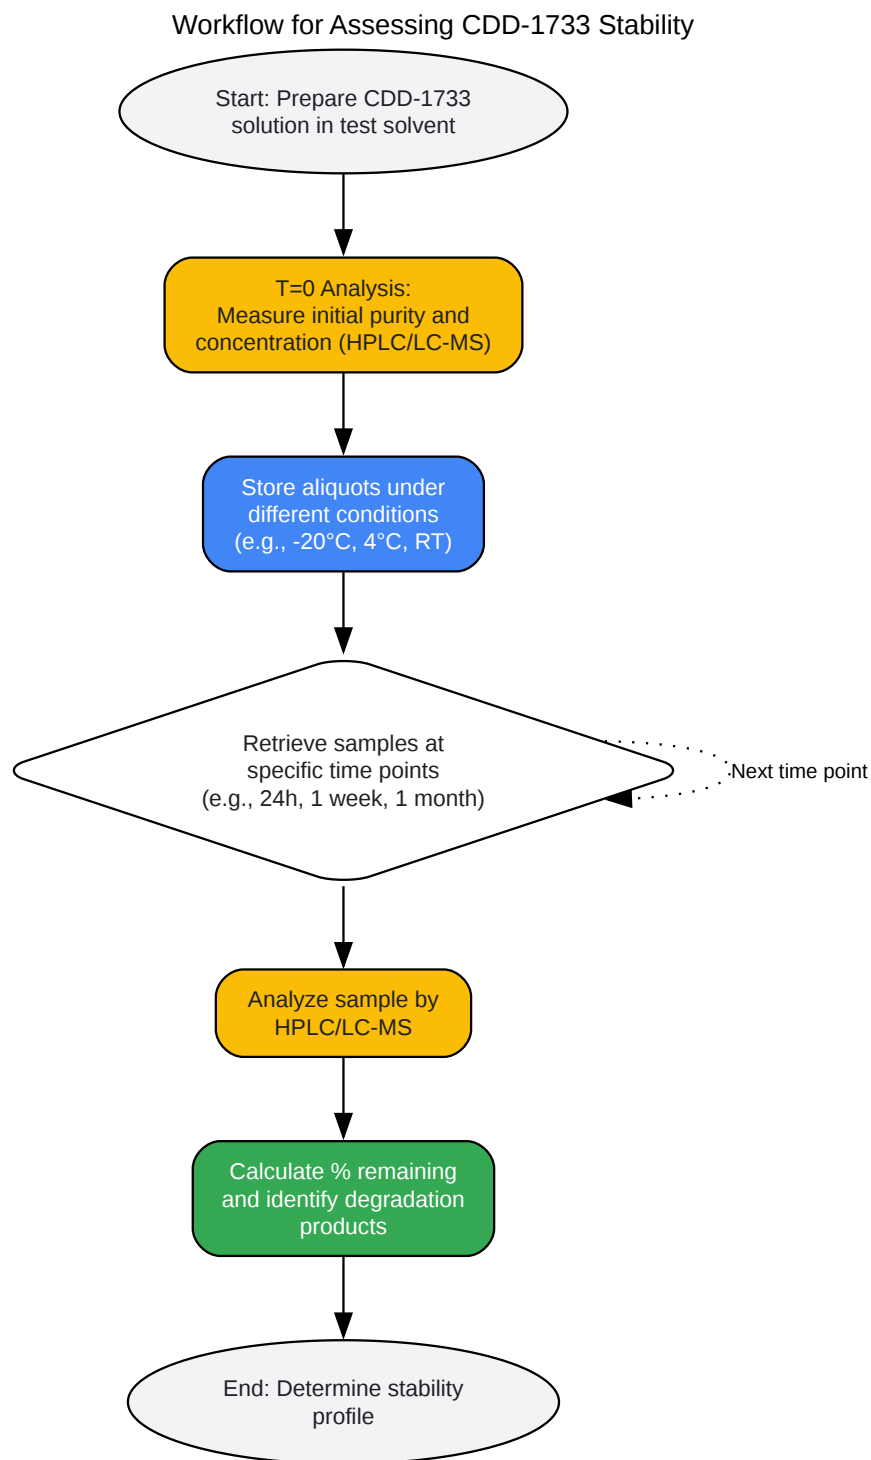 Workflow for Assessing CDD-1733 Stability
Start: Prepare CDD-1733
solution in test solvent
T=0 Analysis:
Measure initial purity and
concentration (HPLC/LC-MS)
Store aliquots under
different conditions
(e.g., -20°C, 4°C, RT)
Retrieve samples at
specific time points
(e.g., 24h, 1 week, 1 month)
Next time point
Analyze sample by
HPLC/LC-MS
Calculate % remaining
and identify degradation
products
End: Determine stability
profile